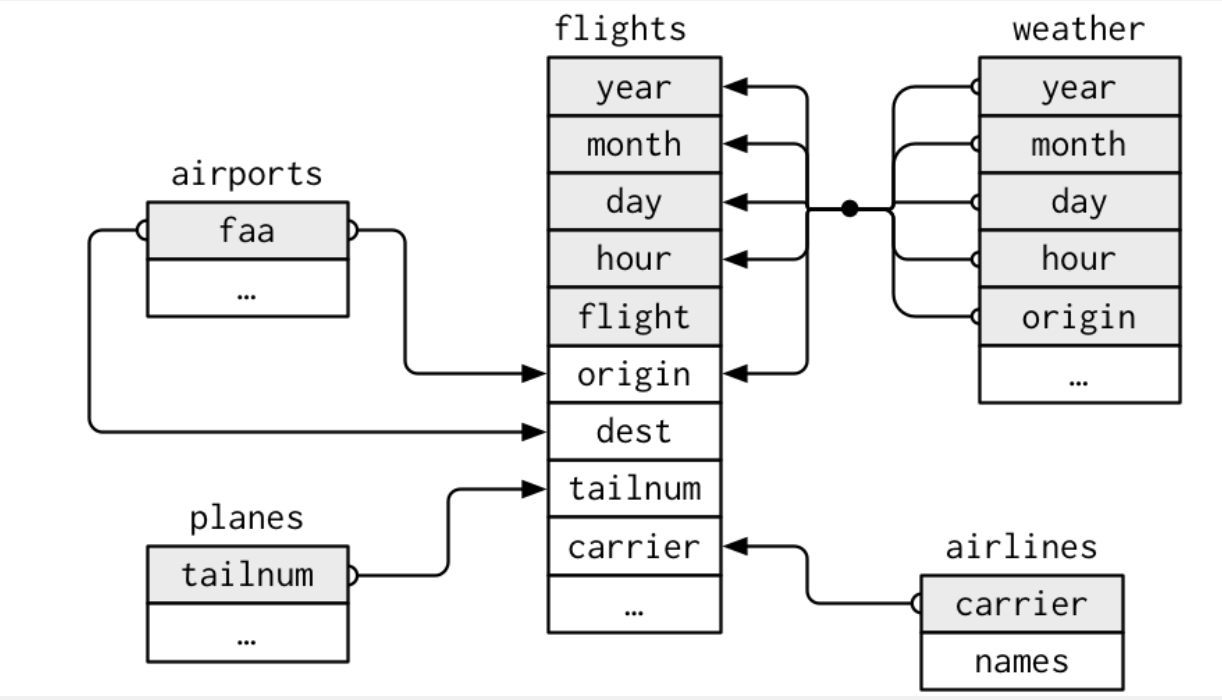 flights
year
month
day
hour
flight
origin
dest
tailnum
carrier
…
weather
year
month
day
hour
origin
…
airports
faa
…
planes
tailnum
…
airlines
carrier
names